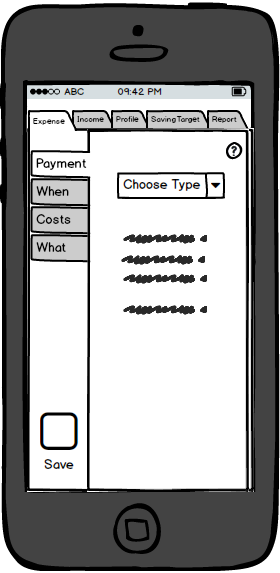 ABC 09:42 PM
Expense Income Profile Saving Target Report
?
Payment
Choose Type
When
Costs
What
Save